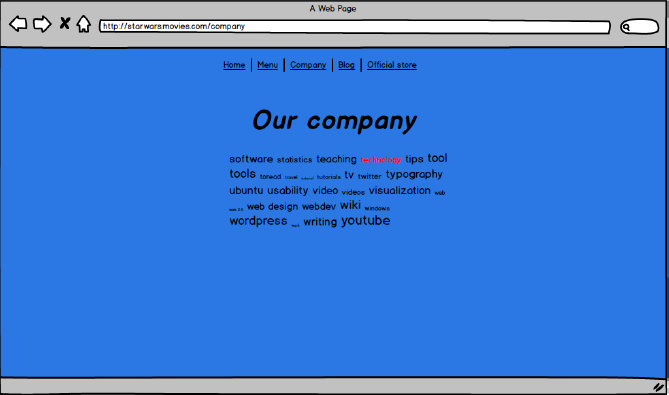 A Web Page
http://starwarsmovies.com/company
Home | Menu | Company | Blog | Official store
Our company
software statistics teaching technology tips tool
tools toread travel tutorials tv twitter typography
ubuntu usability video videos visualization web
web design webdev wiki windows
wordpress writing youtube